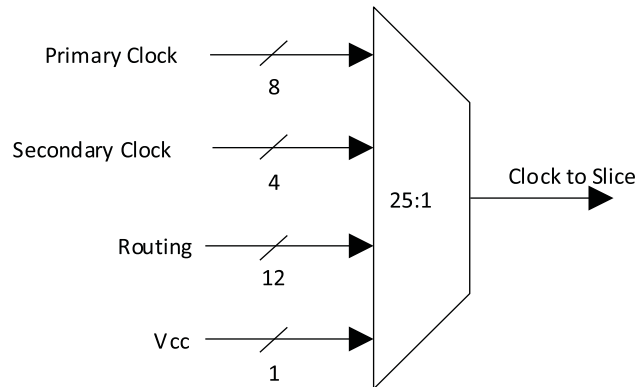 Primary Clock
8
Secondary Clock
4
25:1
Clock to Slice
Routing
12
Vcc
1